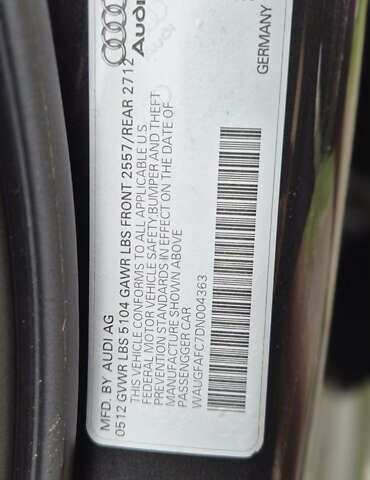 Audi
GERMANY
MFD. BY AUDI AG
0512 GVWR LBS 5104 GAWR LBS FRONT 2557/REAR 2712
THIS VEHICLE CONFORMS TO ALL APPLICABLE U.S.
FEDERAL MOTOR VEHICLE SAFETY, BUMPER AND THEFT
PREVENTION STANDARDS IN EFFECT ON THE DATE OF
MANUFACTURE SHOWN ABOVE
PASSENGGER CAR
WAUGFAFC7DN004363